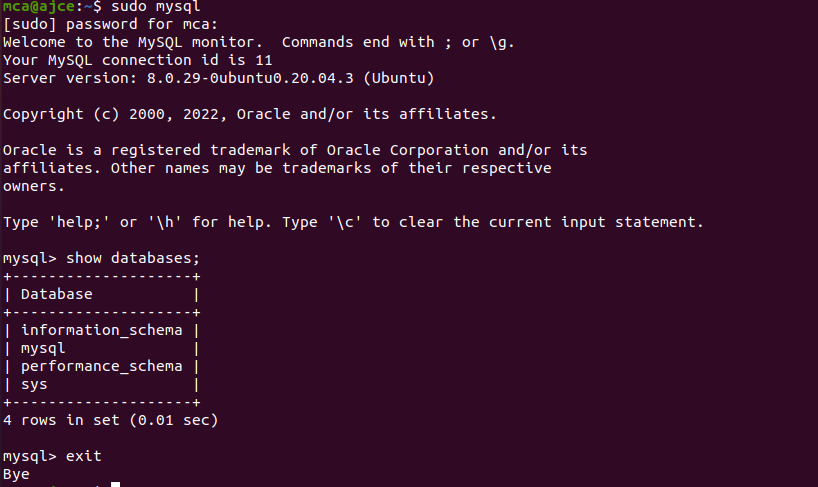 mca@ajce:~$ sudo mysql
[sudo] password for mca:
Welcome to the MySQL monitor.  Commands end with ; or \g.
Your MySQL connection id is 11
Server version: 8.0.29-0ubuntu0.20.04.3 (Ubuntu)

Copyright (c) 2000, 2022, Oracle and/or its affiliates.

Oracle is a registered trademark of Oracle Corporation and/or its
affiliates. Other names may be trademarks of their respective
owners.

Type 'help;' or '\h' for help. Type '\c' to clear the current input statement.

mysql> show databases;
+--------------------+
| Database           |
+--------------------+
| information_schema |
| mysql              |
| performance_schema |
| sys                |
+--------------------+
4 rows in set (0.01 sec)

mysql> exit
Bye